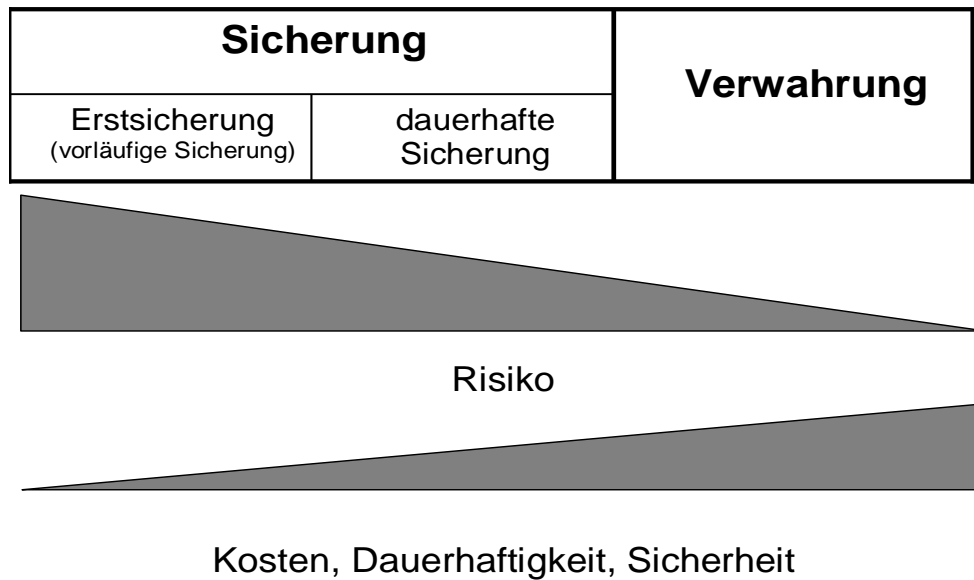 Sicherung
Verwahrung
Erstsicherung
(vorläufige Sicherung)
dauerhafte
Sicherung
Risiko
Kosten, Dauerhaftigkeit, Sicherheit